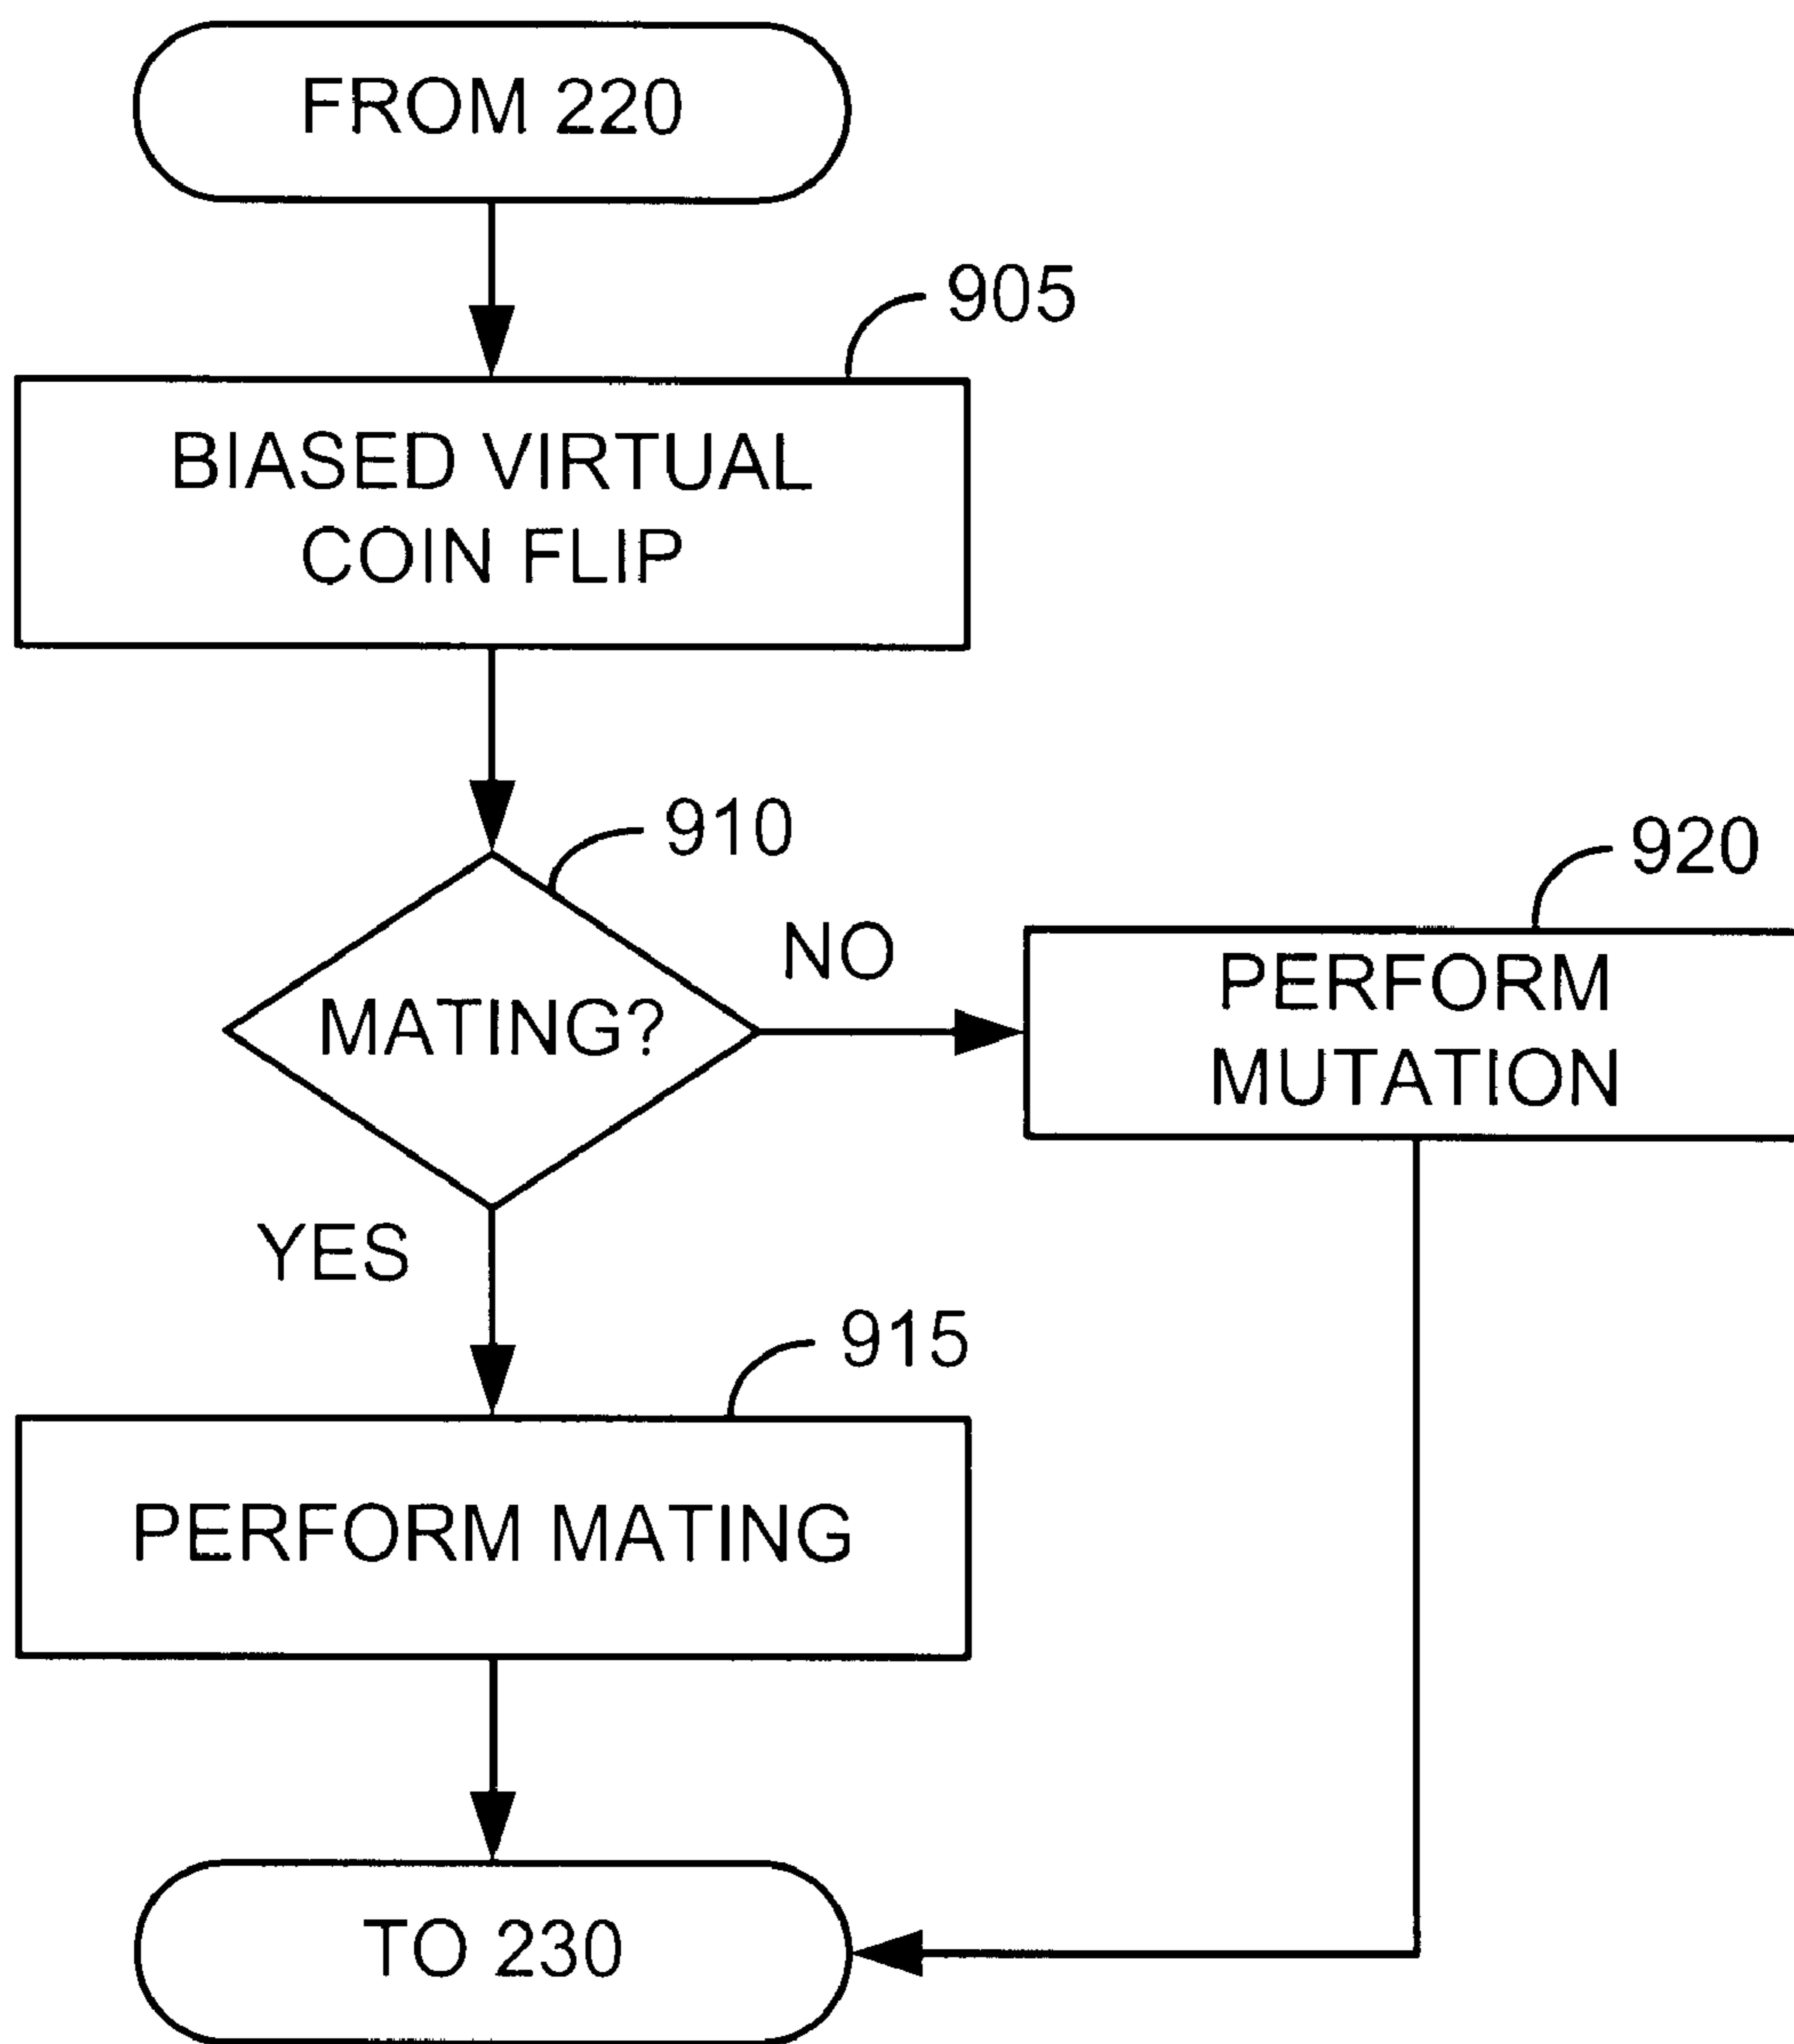 FROM 220
905
BIASED VIRTUAL
COIN FLIP
910
MATING?
NO
920
PERFORM
MUTATION
YES
915
PERFORM MATING
TO 230